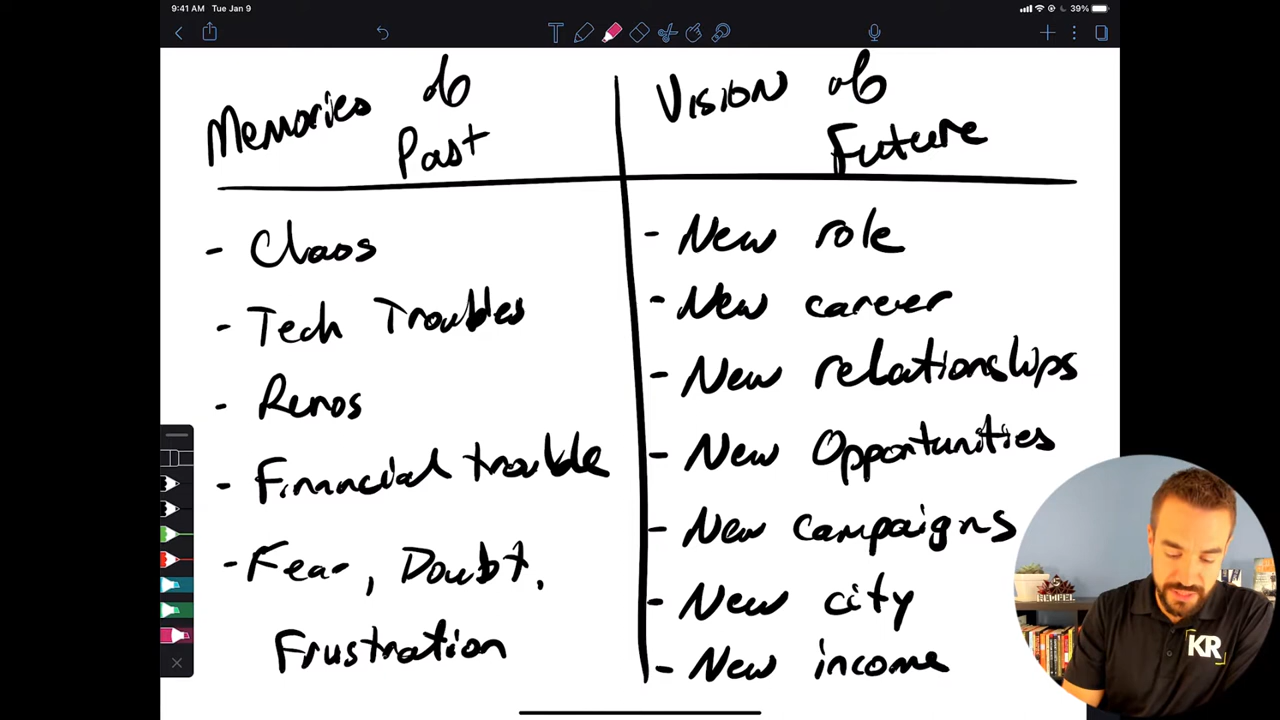 9:41 AM Tue Jan 9
39%
Memories of
Past
- Chaos
- Tech Troubles
- Renos
- Financial trouble
- Fear, Doubt,
Frustration
Vision of
Future
- New role
- New career
- New relationships
- New Opportunities
- New campaigns
- New city
- New income
KR